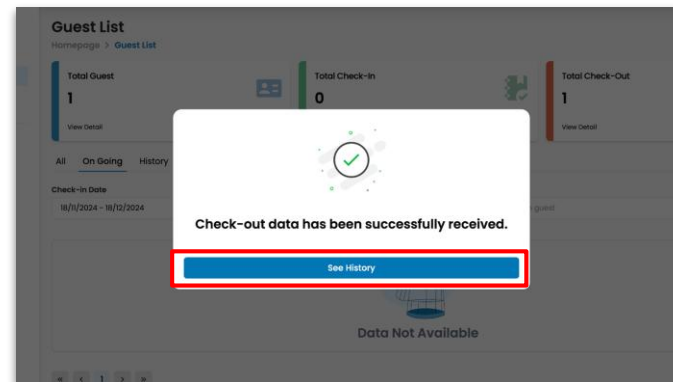 Guest List
Homepage > Guest List
Total Guest
1
View Detail
Total Check-In
0
Total Check-Out
1
View Detail
All On Going History
Check-in Date
18/11/2024 - 18/12/2024
guest
Check-out data has been successfully received.
See History
Data Not Available
« ‹ 1 › »